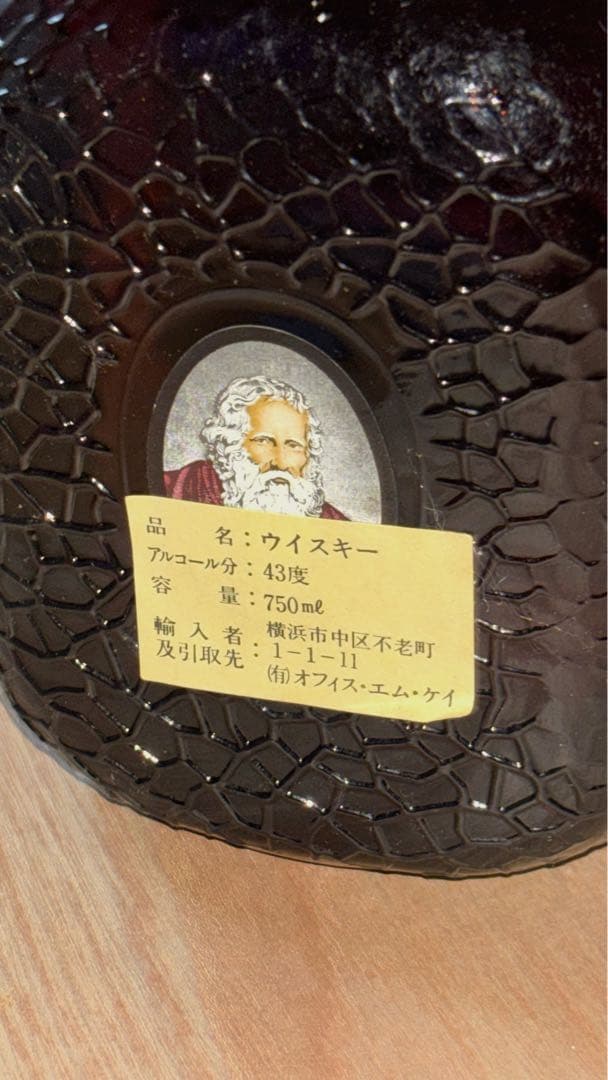 品　　名：ウイスキー
アルコール分：43度
容　　量：750ml
輸入者及引取先：横浜市中区不老町
1-1-11
(有)オフィス・エム・ケイ